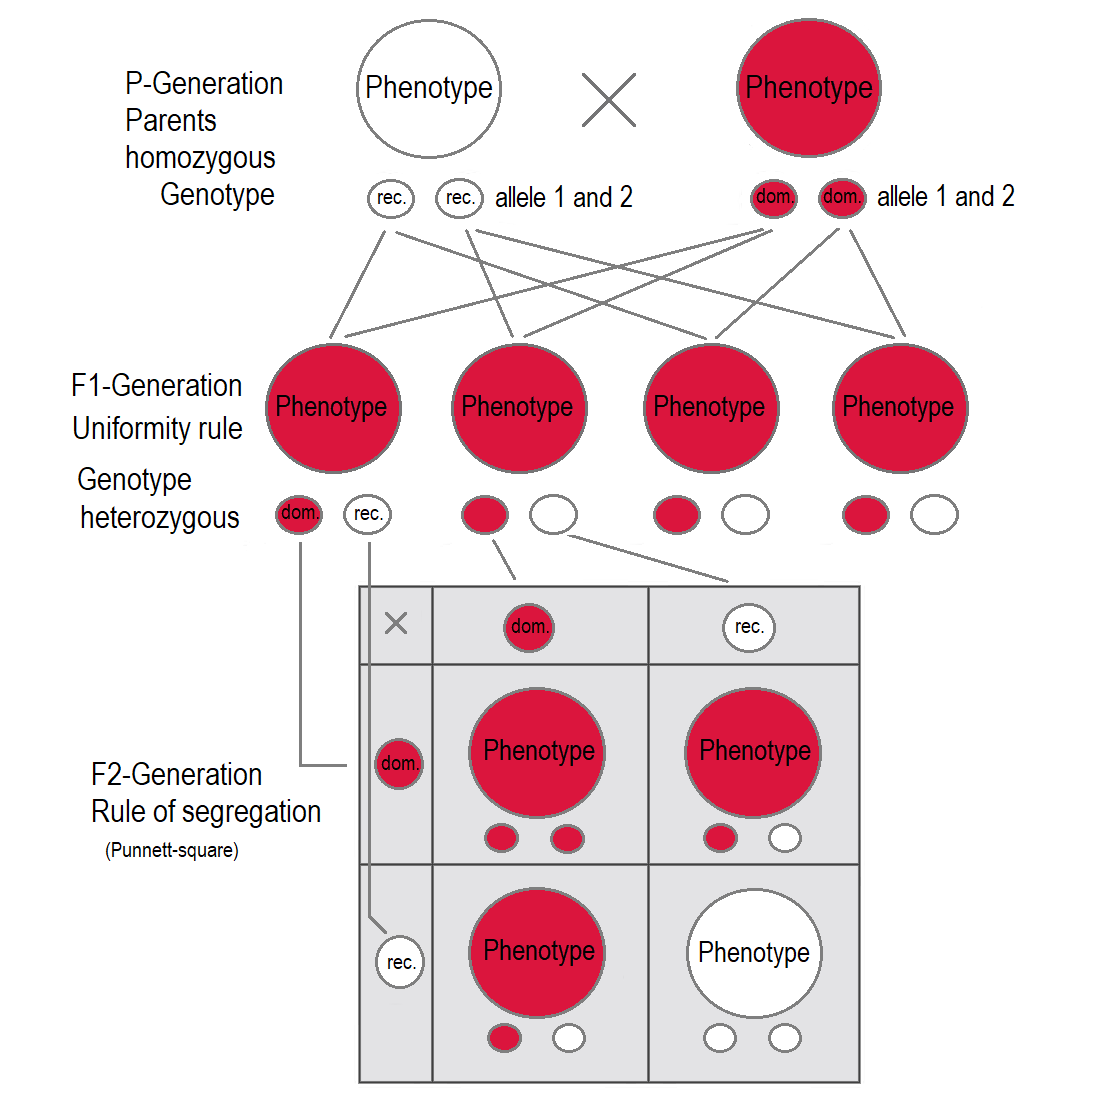 Phenotype
Phenotype
P-Generation
Parents
homozygous
Genotype
rec.
rec.
allele 1 and 2
dom.
dom.
allele 1 and 2
F1-Generation
Uniformity rule
Phenotype
Phenotype
Phenotype
Phenotype
Genotype
heterozygous
dom.
rec.
dom.
rec.
F2-Generation
Rule of segregation
(Punnett-square)
dom.
Phenotype
Phenotype
rec.
Phenotype
Phenotype